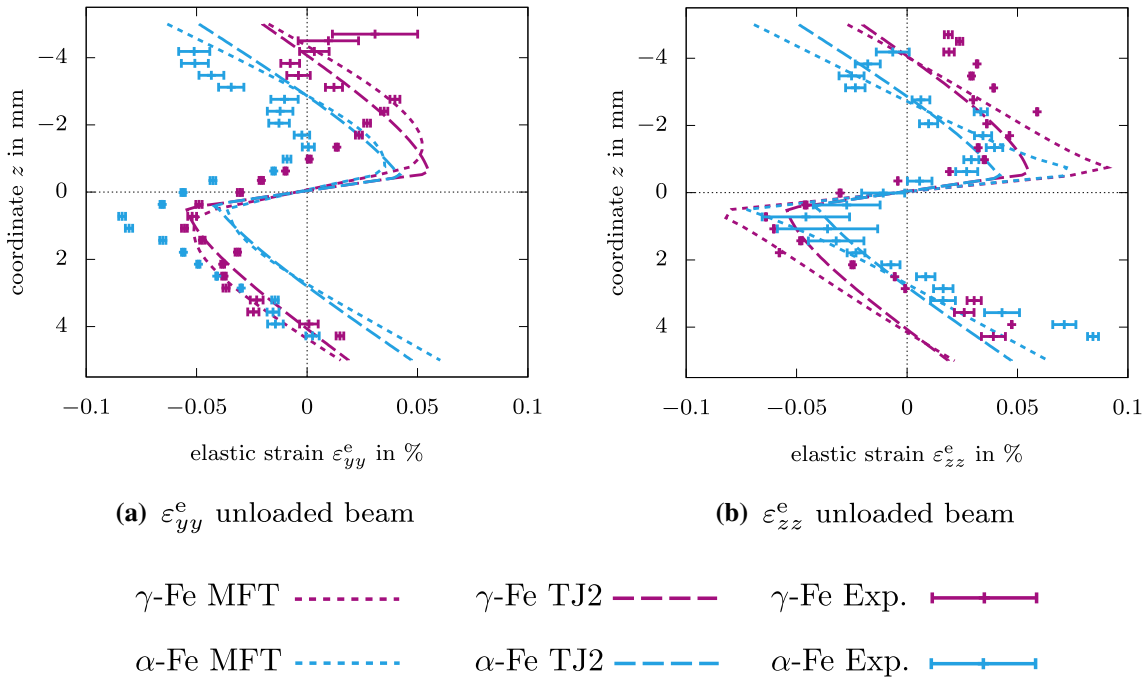 −4
−2
0
2
4
coordinate z in mm
−0.1 −0.05 0 0.05 0.1
elastic strain εᵉyy in %
(a) εᵉyy unloaded beam
−4
−2
0
2
4
coordinate z in mm
−0.1 −0.05 0 0.05 0.1
elastic strain εᵉzz in %
(b) εᵉzz unloaded beam
γ-Fe MFT γ-Fe TJ2 γ-Fe Exp.
α-Fe MFT α-Fe TJ2 α-Fe Exp.